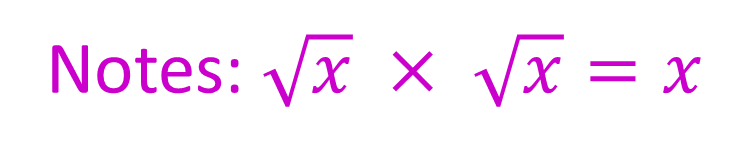 Notes: √x × √x = x